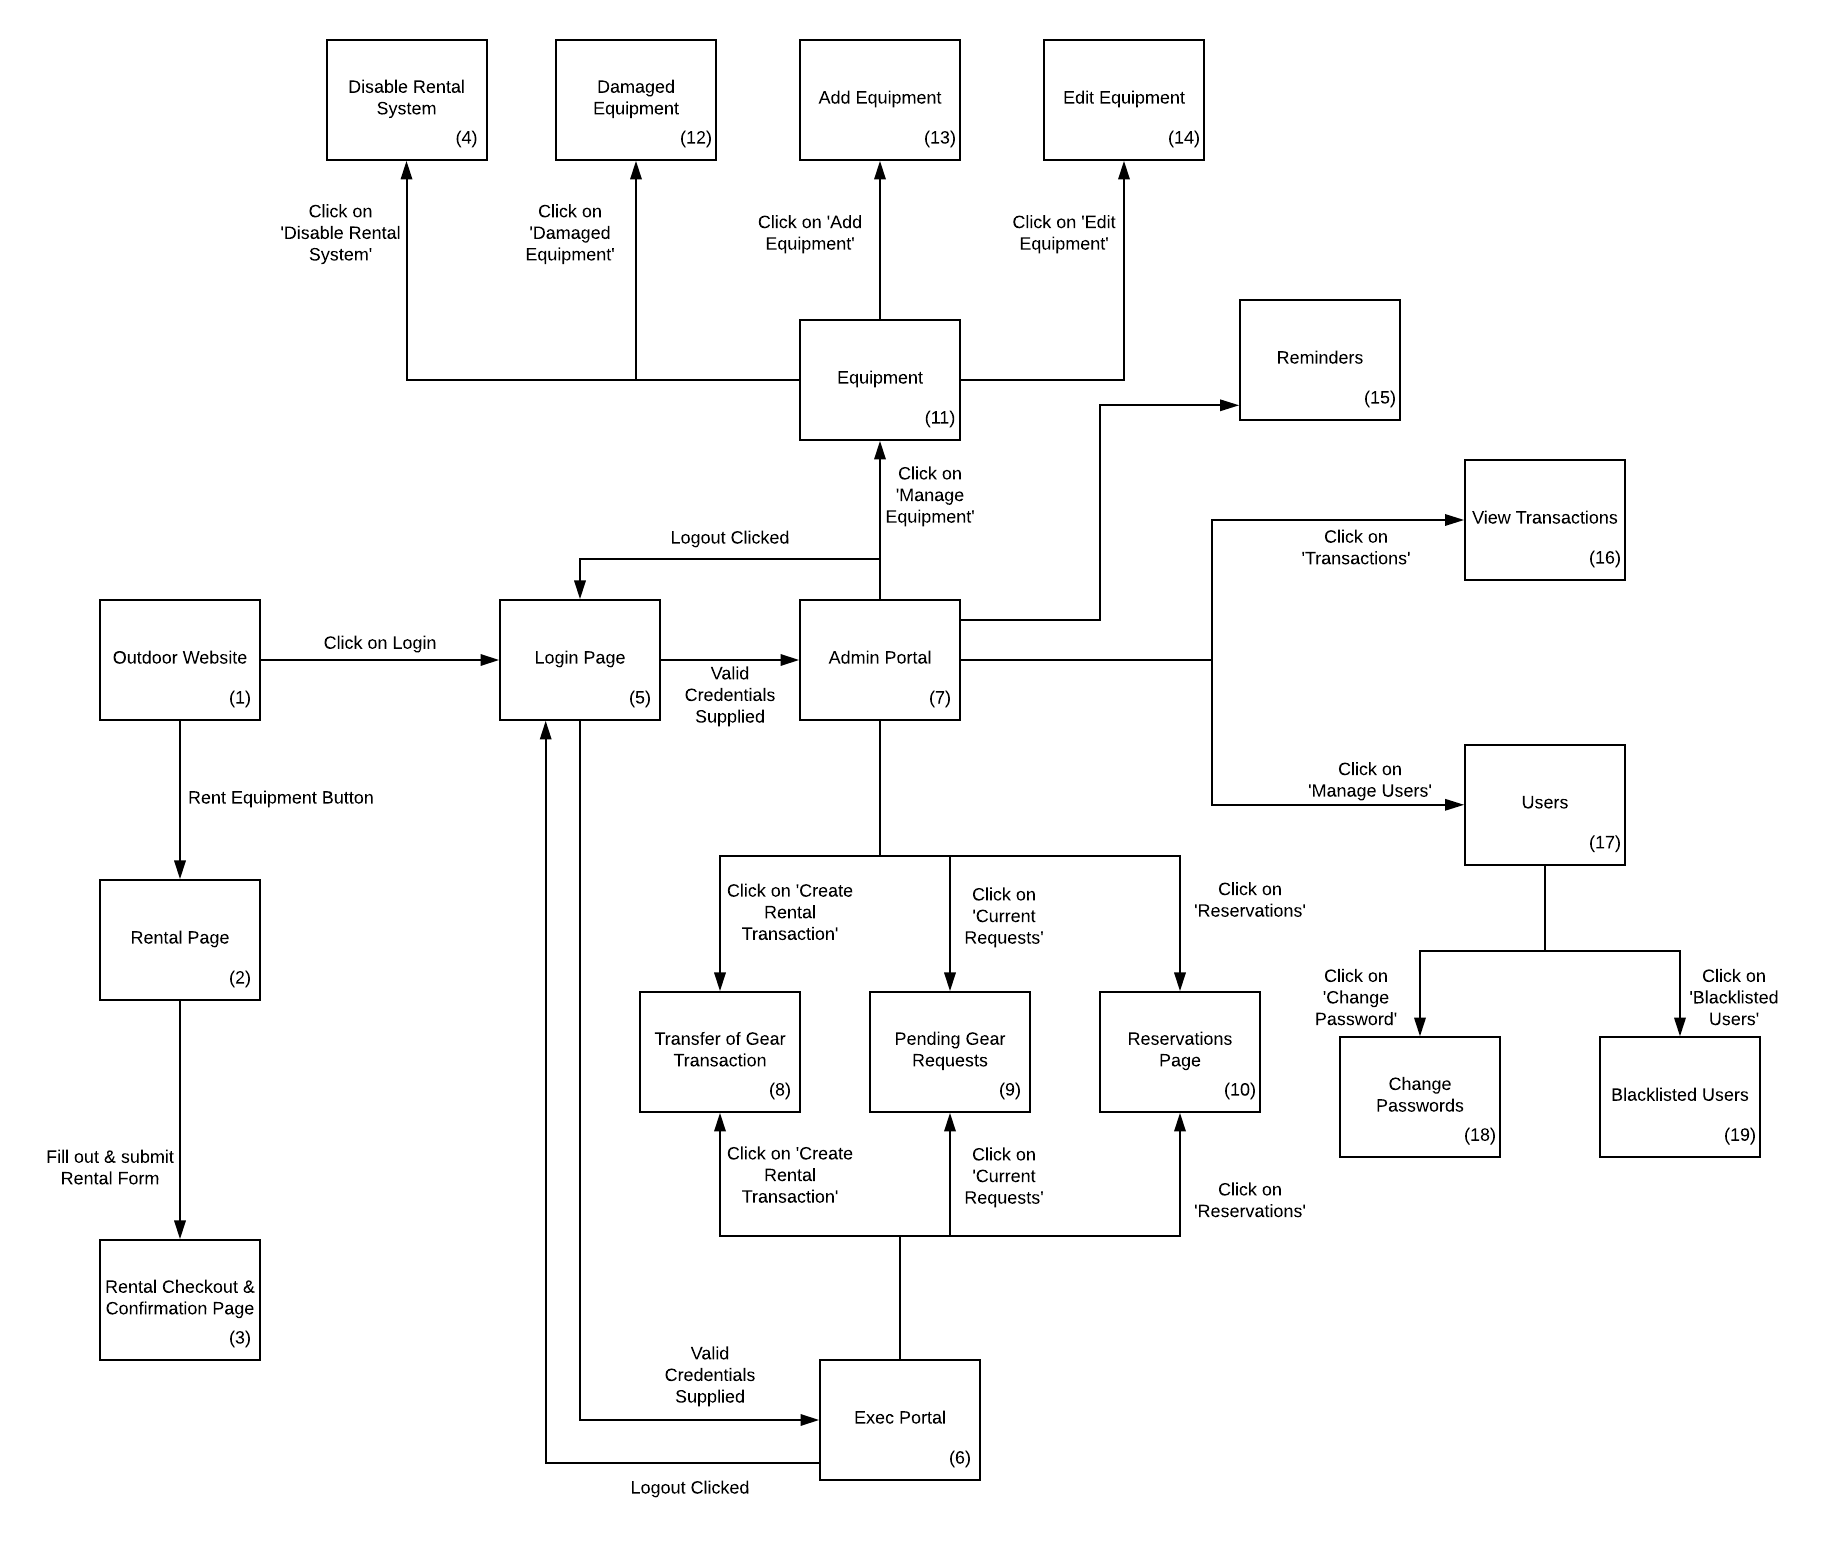 Disable Rental
System
(4)
Damaged
Equipment
(12)
Add Equipment
(13)
Edit Equipment
(14)
Click on
'Disable Rental
System'
Click on
'Damaged
Equipment'
Click on 'Add
Equipment'
Click on 'Edit
Equipment'
Equipment
(11)
Reminders
(15)
Click on
'Manage
Equipment'
Logout Clicked
View Transactions
(16)
Click on
'Transactions'
Outdoor Website
(1)
Click on Login
Login Page
(5)
Valid
Credentials
Supplied
Admin Portal
(7)
Rent Equipment Button
Click on
'Manage Users'
Users
(17)
Rental Page
(2)
Click on 'Create
Rental
Transaction'
Click on
'Current
Requests'
Click on
'Reservations'
Click on
'Change
Password'
Click on
'Blacklisted
Users'
Transfer of Gear
Transaction
(8)
Pending Gear
Requests
(9)
Reservations
Page
(10)
Change
Passwords
(18)
Blacklisted Users
(19)
Fill out & submit
Rental Form
Click on 'Create
Rental
Transaction'
Click on
'Current
Requests'
Click on
'Reservations'
Rental Checkout &
Confirmation Page
(3)
Valid
Credentials
Supplied
Exec Portal
(6)
Logout Clicked